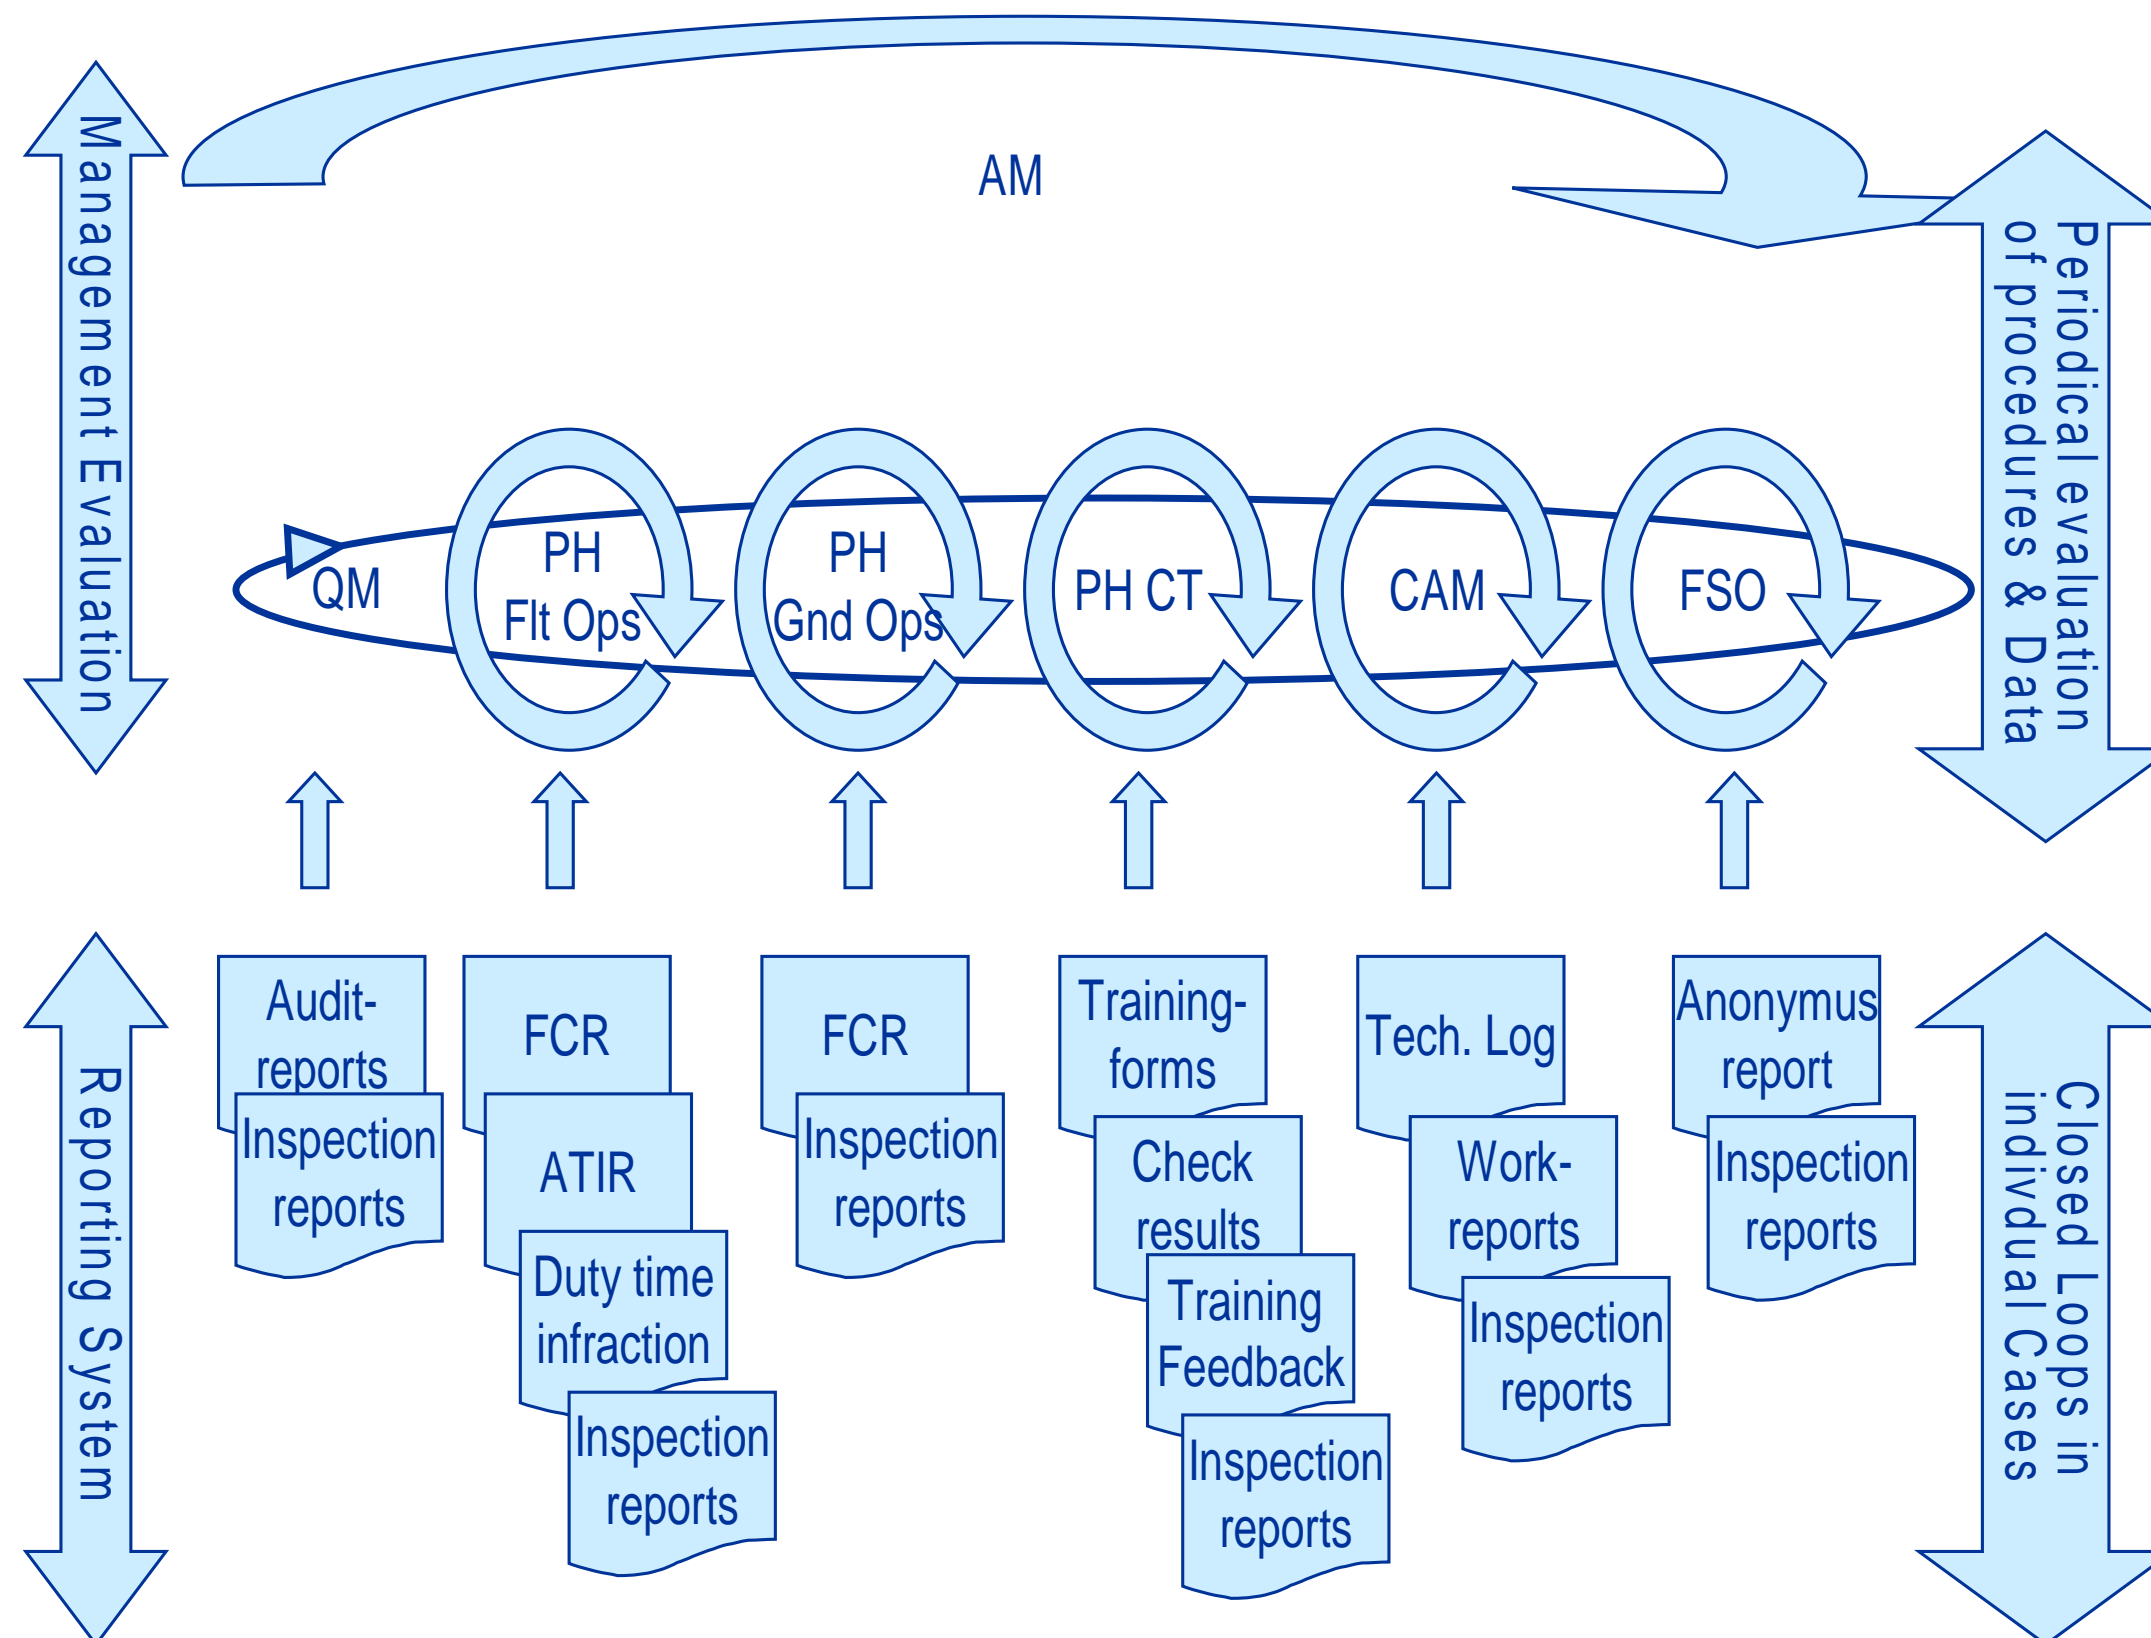 AM
Management Evaluation
Periodical evaluation
of procedures & Data
QM
PH
Flt Ops
PH
Gnd Ops
PH CT
CAM
FSO
Reporting System
Audit-
reports
Inspection
reports
FCR
ATIR
Duty time
infraction
Inspection
reports
FCR
Inspection
reports
Training-
forms
Check
results
Training
Feedback
Inspection
reports
Tech. Log
Work-
reports
Inspection
reports
Anonymus
report
Inspection
reports
Closed Loops in
indivdual Cases